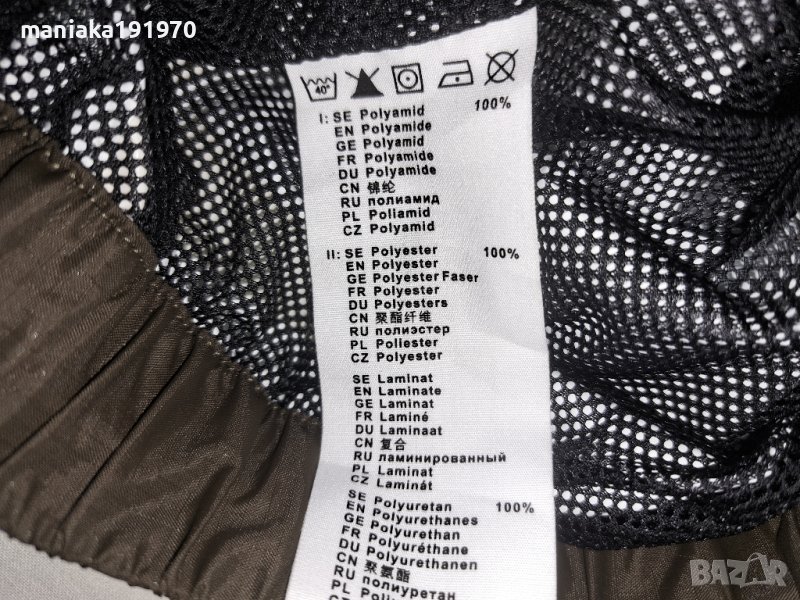 maniaka191970
40°
I: SE Polyamid 100%
EN Polyamide
GE Polyamid
FR Polyamide
DU Polyamide
CN 锦纶
RU полиамид
PL Poliamid
CZ Polyamid
II: SE Polyester 100%
EN Polyester
GE Polyester Faser
FR Polyester
DU Polyesters
CN 聚酯纤维
RU полиэстер
PL Poliester
CZ Polyester
SE Laminat
EN Laminate
GE Laminat
FR Laminé
DU Laminaat
CN 复合
RU ламинированный
PL Laminat
CZ Laminat
SE Polyuretan 100%
EN Polyurethanes
GE Polyurethan
FR Polyuréthane
DU Polyurethanen
CN 聚氨酯
RU полиуретан
PL
BAZAR